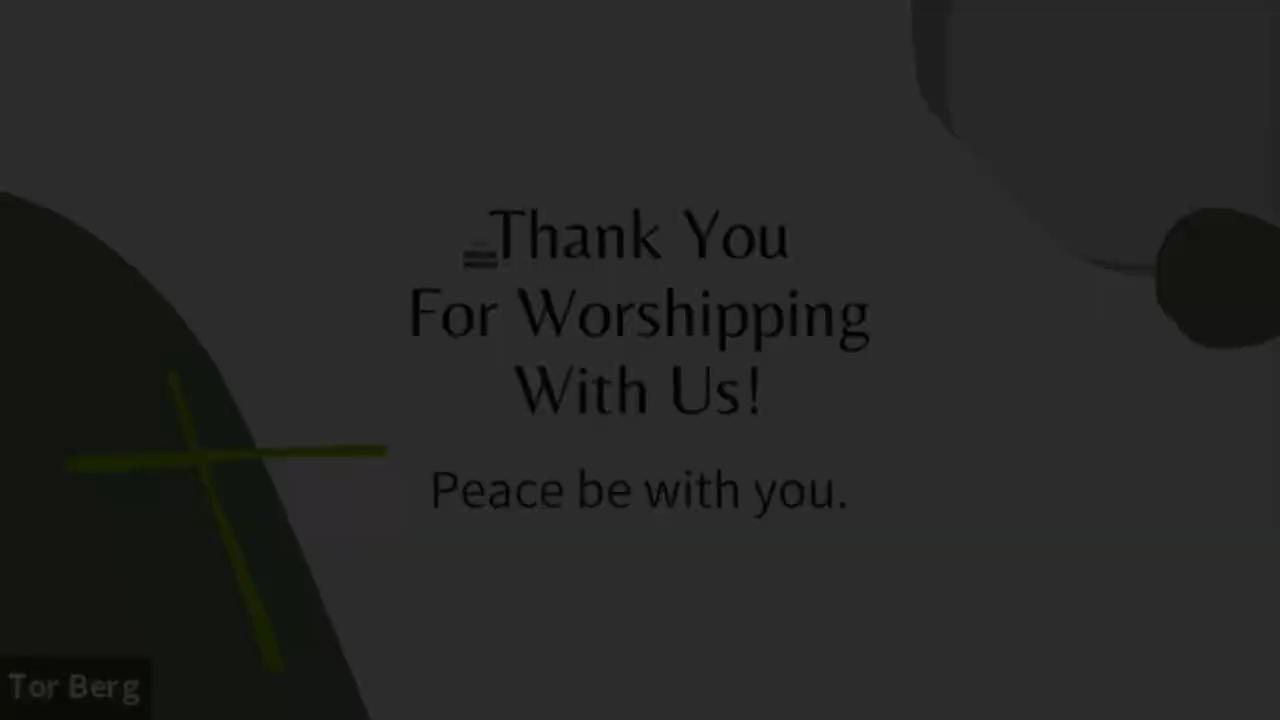 Thank You
For Worshipping
With Us!
Peace be with you.
Tor Berg